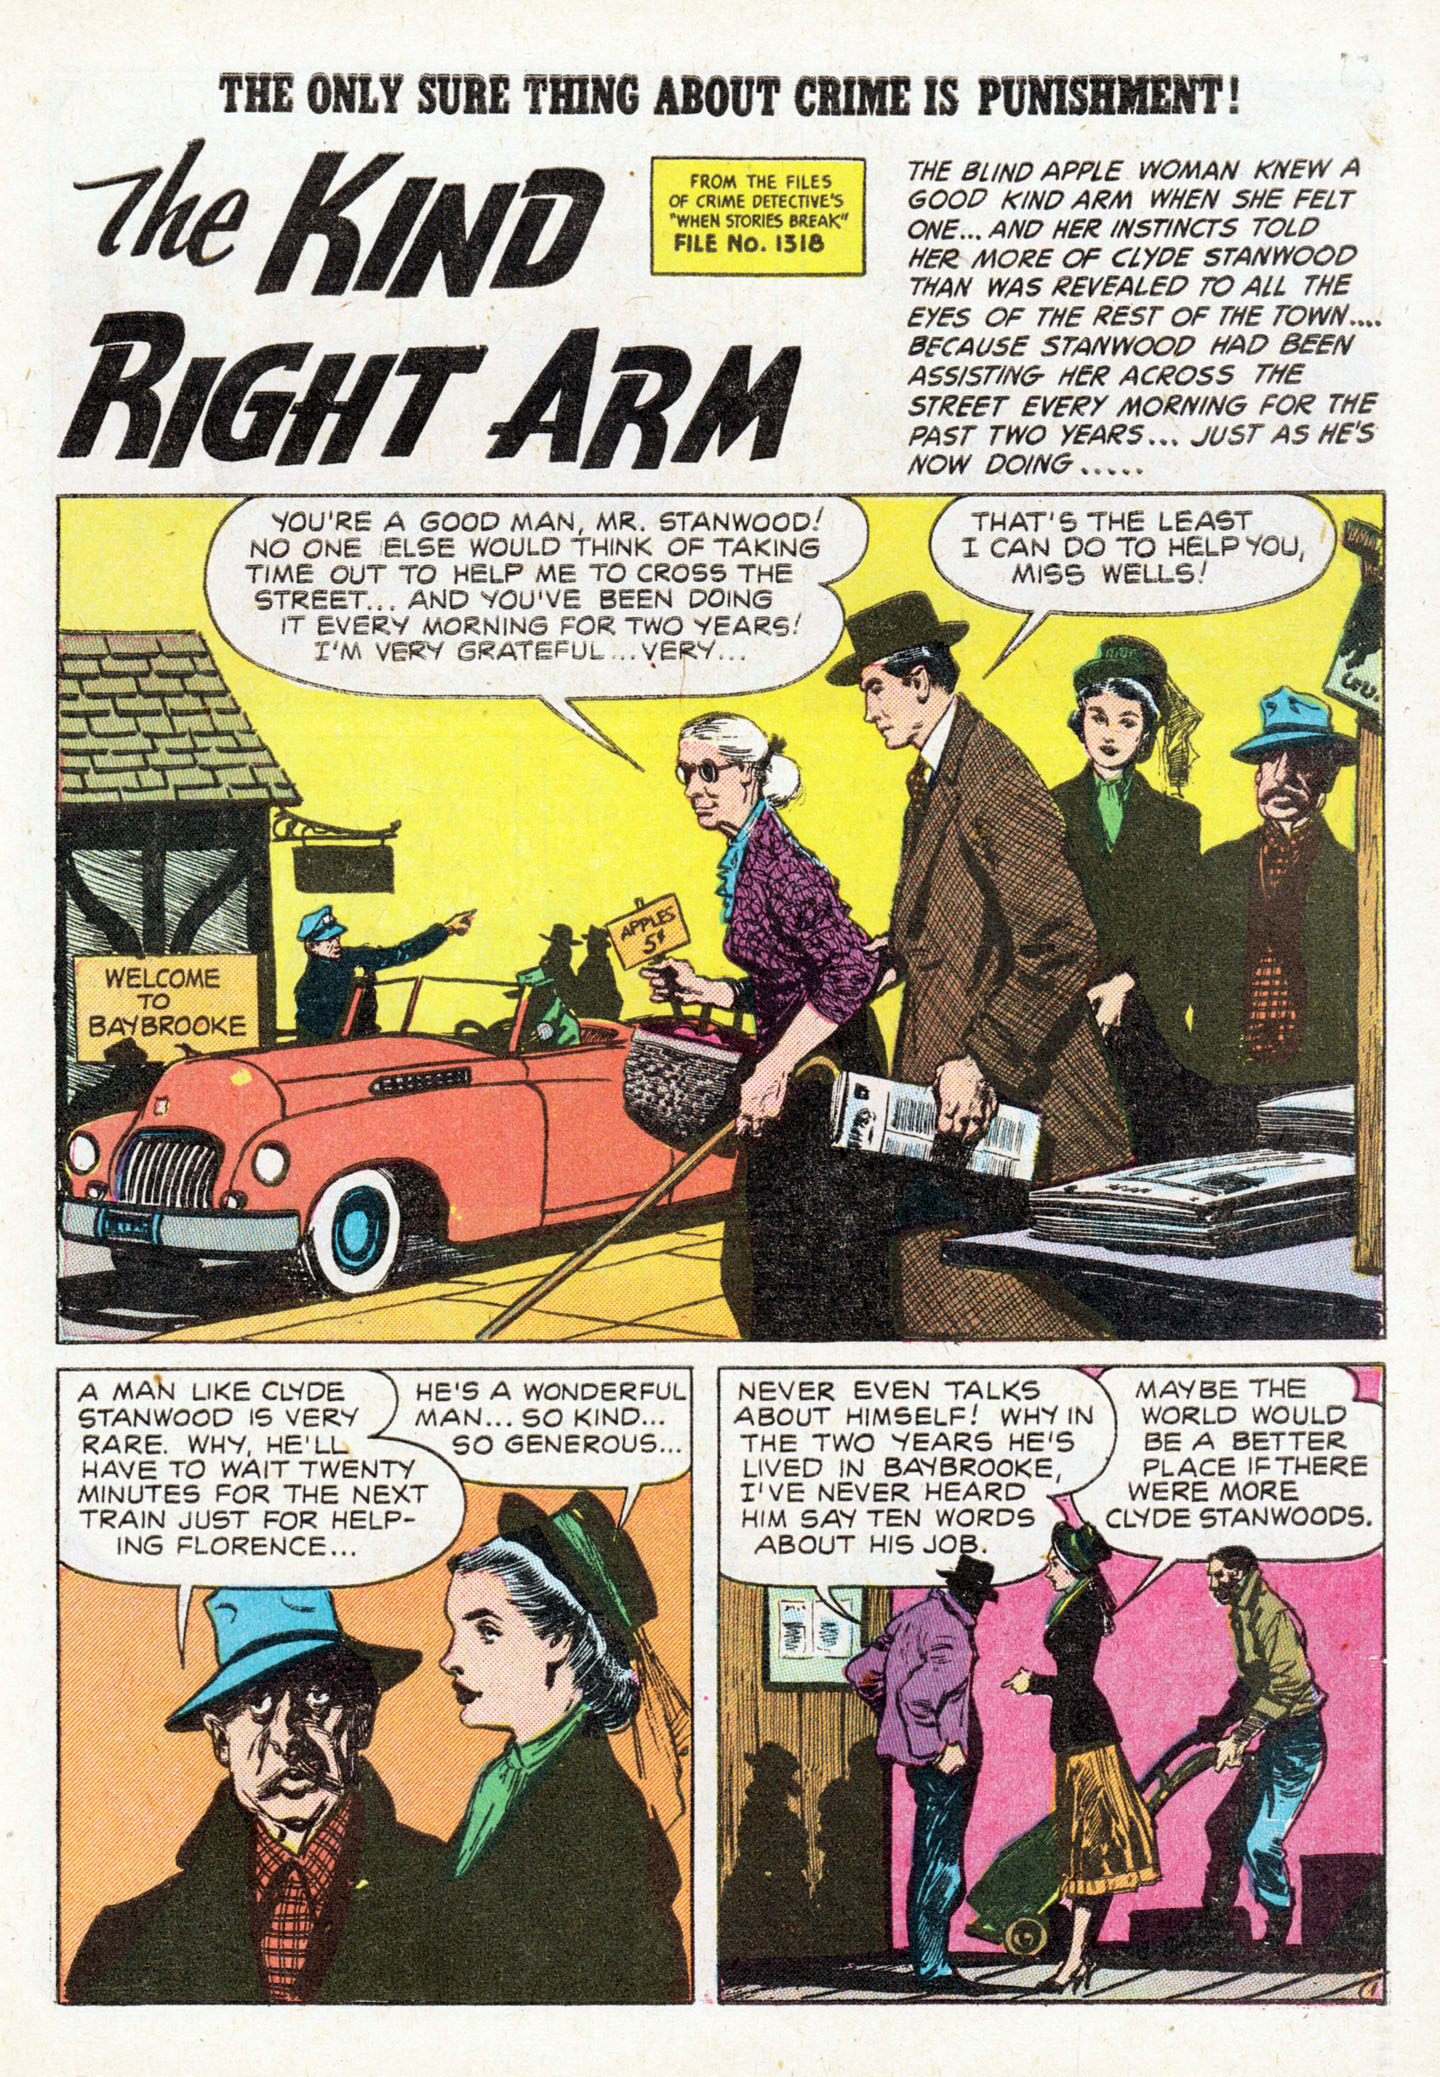 THE ONLY SURE THING ABOUT CRIME IS PUNISHMENT!
The KIND
RIGHT ARM
FROM THE FILES
OF CRIME DETECTIVE'S
"WHEN STORIES BREAK"
FILE NO. 1318
THE BLIND APPLE WOMAN KNEW A
GOOD KIND ARM WHEN SHE FELT
ONE... AND HER INSTINCTS TOLD
HER MORE OF CLYDE STANWOOD
THAN WAS REVEALED TO ALL THE
EYES OF THE REST OF THE TOWN....
BECAUSE STANWOOD HAD BEEN
ASSISTING HER ACROSS THE
STREET EVERY MORNING FOR THE
PAST TWO YEARS... JUST AS HE'S
NOW DOING .....
YOU'RE A GOOD MAN, MR. STANWOOD!
NO ONE ELSE WOULD THINK OF TAKING
TIME OUT TO HELP ME TO CROSS THE
STREET... AND YOU'VE BEEN DOING
IT EVERY MORNING FOR TWO YEARS!
I'M VERY GRATEFUL...VERY...
THAT'S THE LEAST
I CAN DO TO HELP YOU,
MISS WELLS!
APPLES
5¢
WELCOME
TO
BAYBROOKE
A MAN LIKE CLYDE
STANWOOD IS VERY
RARE. WHY, HE'LL
HAVE TO WAIT TWENTY
MINUTES FOR THE NEXT
TRAIN JUST FOR HELP-
ING FLORENCE...
HE'S A WONDERFUL
MAN... SO KIND...
SO GENEROUS...
NEVER EVEN TALKS
ABOUT HIMSELF! WHY IN
THE TWO YEARS HE'S
LIVED IN BAYBROOKE,
I'VE NEVER HEARD
HIM SAY TEN WORDS
ABOUT HIS JOB.
MAYBE THE
WORLD WOULD
BE A BETTER
PLACE IF THERE
WERE MORE
CLYDE STANWOODS.
1